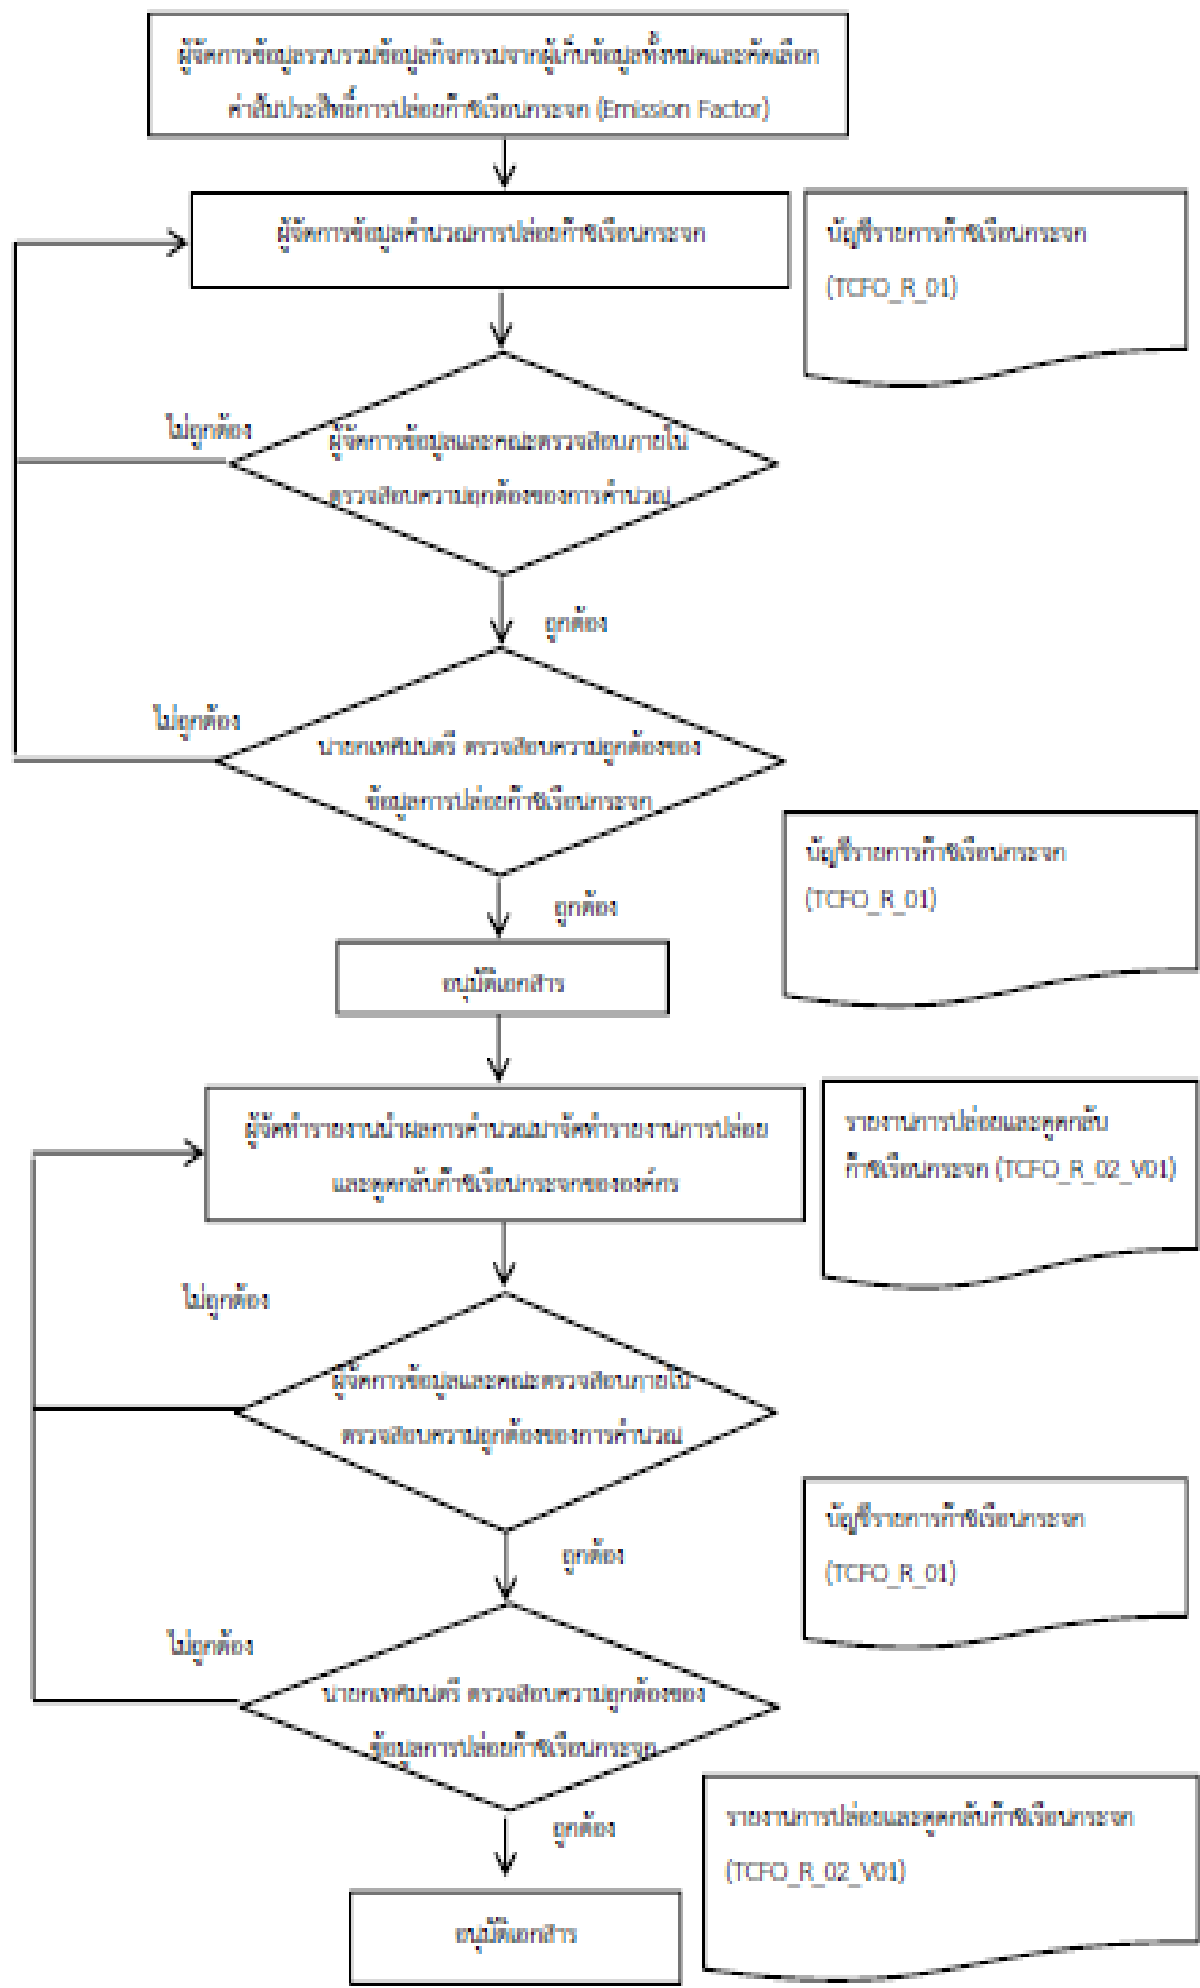 ผู้จัดการข้อมูลรวบรวมข้อมูลกิจกรรมจากผู้เก็บข้อมูลทั้งหมดและคัดเลือก
ค่าสัมประสิทธิ์การปล่อยก๊าซเรือนกระจก (Emission Factor)
ผู้จัดการข้อมูลคำนวณการปล่อยก๊าซเรือนกระจก
บัญชีรายการก๊าซเรือนกระจก
(TCFO_R_01)
ไม่ถูกต้อง
ผู้จัดการข้อมูลและคณะตรวจสอบภายใน
ตรวจสอบความถูกต้องของการคำนวณ
ถูกต้อง
ไม่ถูกต้อง
นายกเทศมนตรี ตรวจสอบความถูกต้องของ
ข้อมูลการปล่อยก๊าซเรือนกระจก
บัญชีรายการก๊าซเรือนกระจก
(TCFO_R_01)
ถูกต้อง
อนุมัติเอกสาร
ผู้จัดทำรายงานนำผลการคำนวณมาจัดทำรายงานการปล่อย
และดูดกลับก๊าซเรือนกระจกขององค์กร
รายงานการปล่อยและดูดกลับ
ก๊าซเรือนกระจก (TCFO_R_02_V01)
ไม่ถูกต้อง
ผู้จัดการข้อมูลและคณะตรวจสอบภายใน
ตรวจสอบความถูกต้องของการคำนวณ
บัญชีรายการก๊าซเรือนกระจก
(TCFO_R_01)
ถูกต้อง
ไม่ถูกต้อง
นายกเทศมนตรี ตรวจสอบความถูกต้องของ
ข้อมูลการปล่อยก๊าซเรือนกระจก
รายงานการปล่อยและดูดกลับก๊าซเรือนกระจก
(TCFO_R_02_V01)
ถูกต้อง
อนุมัติเอกสาร